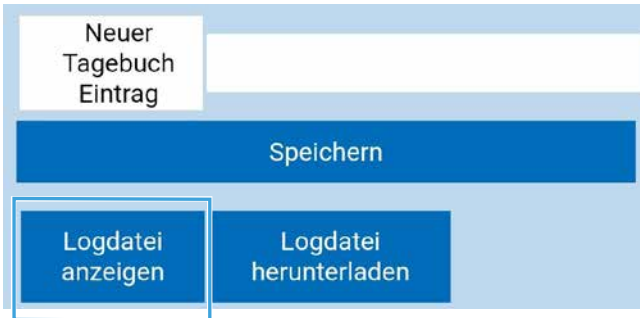 Neuer
Tagebuch
Eintrag
Speichern
Logdatei
anzeigen
Logdatei
herunterladen